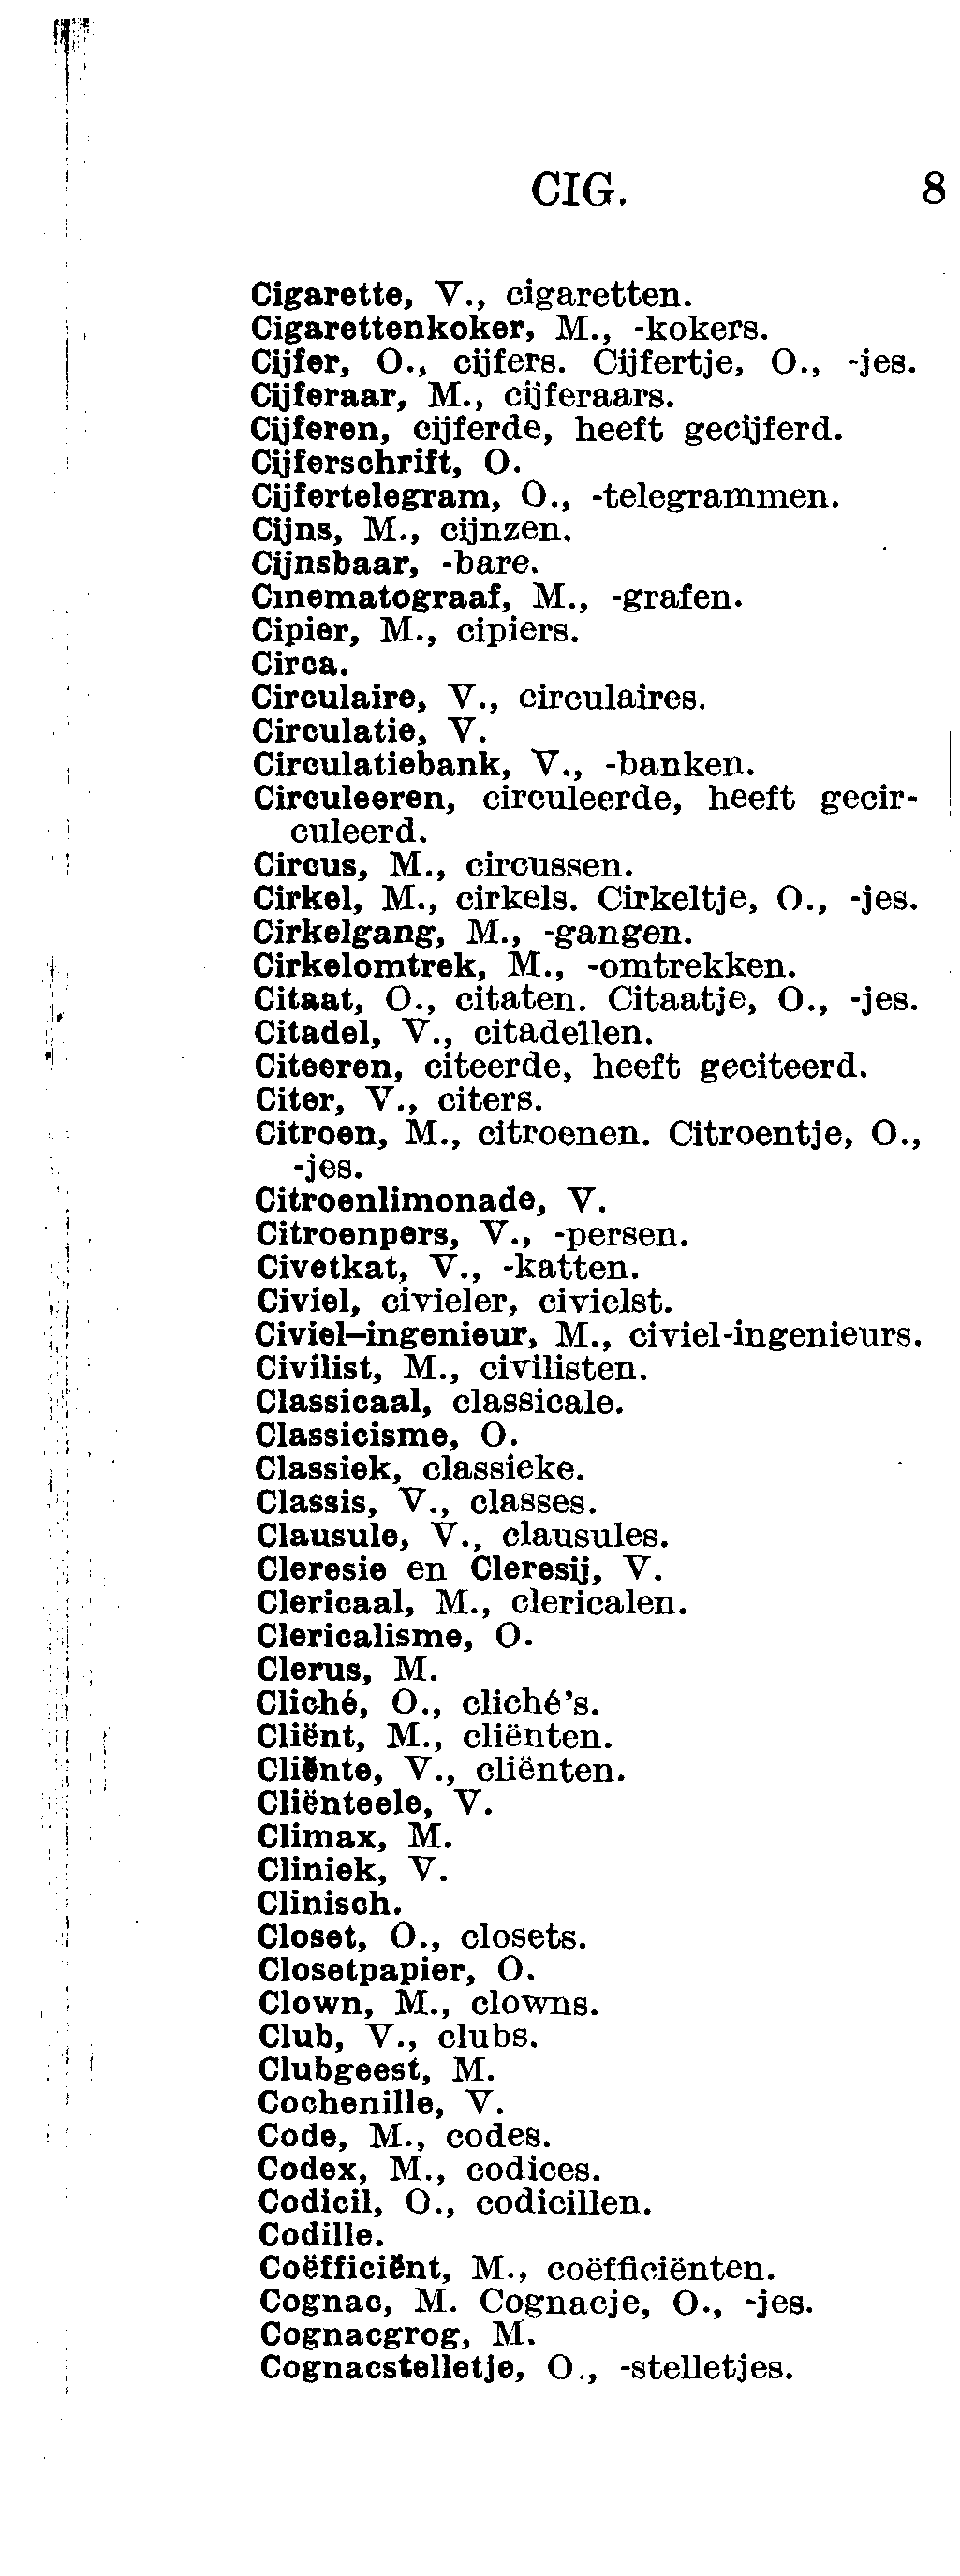 CIG. 8
Cigarette, V., cigaretten.
Cigarettenkoker, M., -kokers.
Cijfer, O., cijfers. Cijfertje, O., -jes.
Cijferaar, M., cijferaars.
Cijferen, cijferde, heeft gecijferd.
Cijferschrift, O.
Cijfertelegram, O., -telegrammen.
Cijns, M., cijnzen.
Cijnsbaar, -bare.
Cinematograaf, M., -grafen.
Cipier, M., cipiers.
Circa.
Circulaire, V., circulaires.
Circulatie, V.
Circulatiebank, V., -banken.
Circuleeren, circuleerde, heeft gecir-
culeerd.
Circus, M., circussen.
Cirkel, M., cirkels. Cirkeltje, O., -jes.
Cirkelgang, M., -gangen.
Cirkelomtrek, M., -omtrekken.
Citaat, O., citaten. Citaatje, O., -jes.
Citadel, V., citadellen.
Citeeren, citeerde, heeft geciteerd.
Citer, V., citers.
Citroen, M., citroenen. Citroentje, O.,
-jes.
Citroenlimonade, V.
Citroenpers, V., -persen.
Civetkat, V., -katten.
Civiel, civieler, civielst.
Civiel-ingenieur, M., civiel-ingenieurs.
Civilist, M., civilisten.
Classicaal, classicale.
Classicisme, O.
Classiek, classieke.
Classis, V., classes.
Clausule, V., clausules.
Cleresie en Cleresij, V.
Clericaal, M., clericalen.
Clericalisme, O.
Clerus, M.
Cliché, O., cliché's.
Cliënt, M., cliënten.
Cliënte, V., cliënten.
Cliënteele, V.
Climax, M.
Cliniek, V.
Clinisch.
Closet, O., closets.
Closetpapier, O.
Clown, M., clowns.
Club, V., clubs.
Clubgeest, M.
Cochenille, V.
Code, M., codes.
Codex, M., codices.
Codicil, O., codicillen.
Codille.
Coëfficiënt, M., coëfficiënten.
Cognac, M. Cognacje, O., -jes.
Cognacgrog, M.
Cognacstelletje, O., -stelletjes.